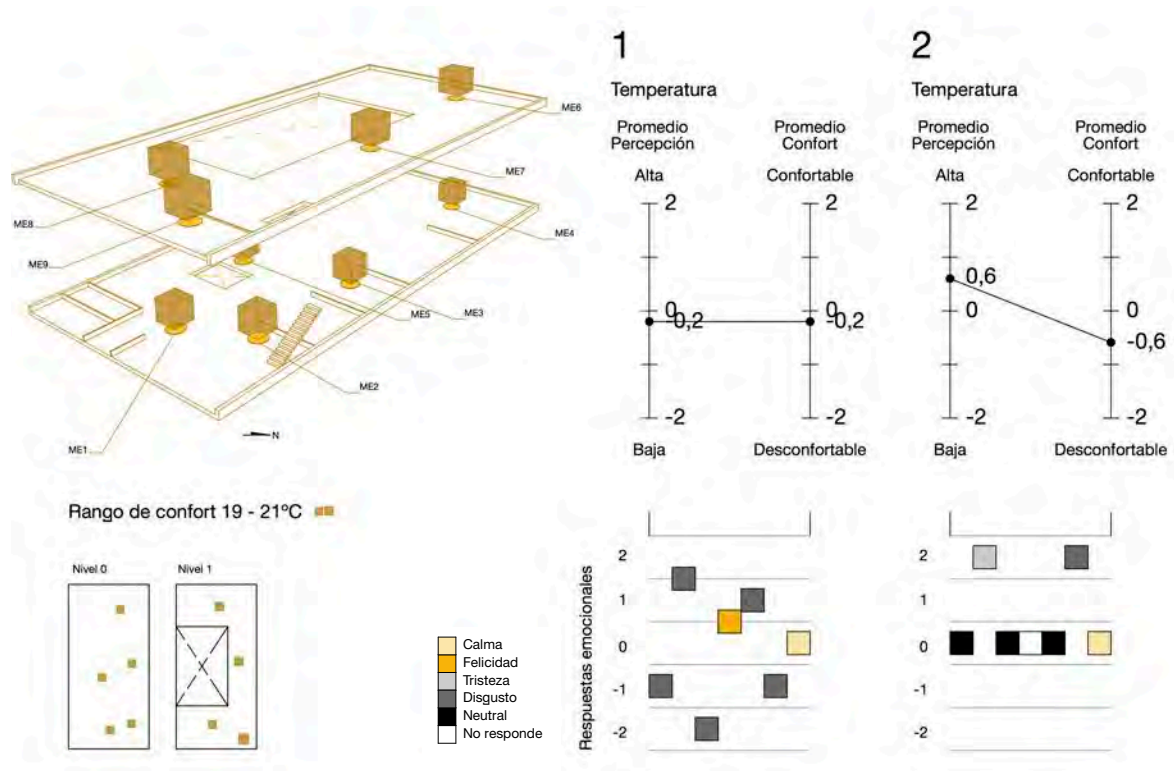 ME6
ME7
ME8
ME4
ME9
ME5
ME3
ME2
N
ME1
Rango de confort 19 - 21ºC
Nivel 0
Nivel 1
Calma
Felicidad
Tristeza
Disgusto
Neutral
No responde
1
Temperatura
Promedio
Percepción
Promedio
Confort
Alta
Confortable
2
2
0
0
-0,2
-0,2
-2
-2
Baja
Desconfortable
Respuestas emocionales
2
1
0
-1
-2
2
Temperatura
Promedio
Percepción
Promedio
Confort
Alta
Confortable
2
2
0,6
0
0
-0,6
-2
-2
Baja
Desconfortable
2
1
0
-1
-2